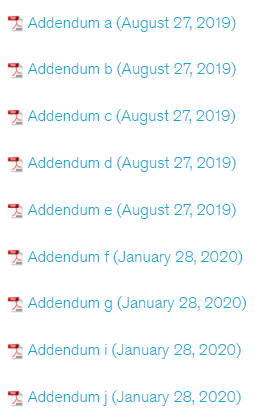 Addendum a (August 27, 2019)
Addendum b (August 27, 2019)
Addendum c (August 27, 2019)
Addendum d (August 27, 2019)
Addendum e (August 27, 2019)
Addendum f (January 28, 2020)
Addendum g (January 28, 2020)
Addendum i (January 28, 2020)
Addendum j (January 28, 2020)